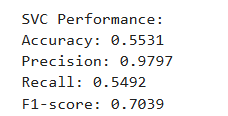 SVC Performance:
Accuracy: 0.5531
Precision: 0.9797
Recall: 0.5492
F1-score: 0.7039